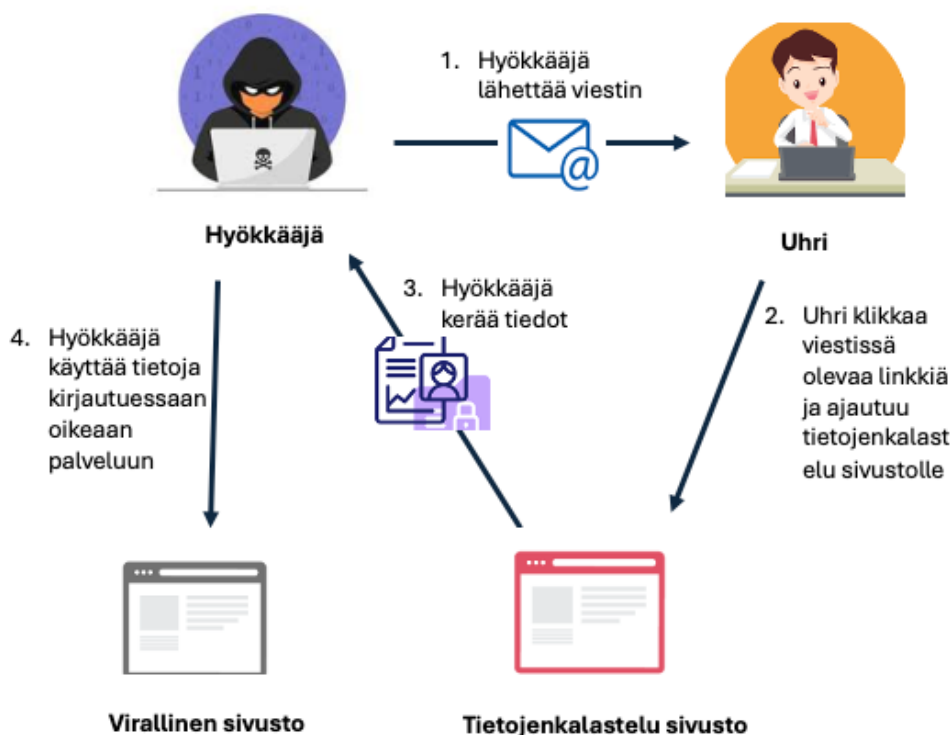 1. Hyökkääjä
lähettää viestin
@
Hyökkääjä
Uhri
2. Uhri klikkaa
viestissä
olevaa linkkiä
ja ajautuu
tietojenkalast
elu sivustolle
3. Hyökkääjä
kerää tiedot
4. Hyökkääjä
käyttää tietoja
kirjautuessaan
oikeaan
palveluun
Virallinen sivusto
Tietojenkalastelu sivusto